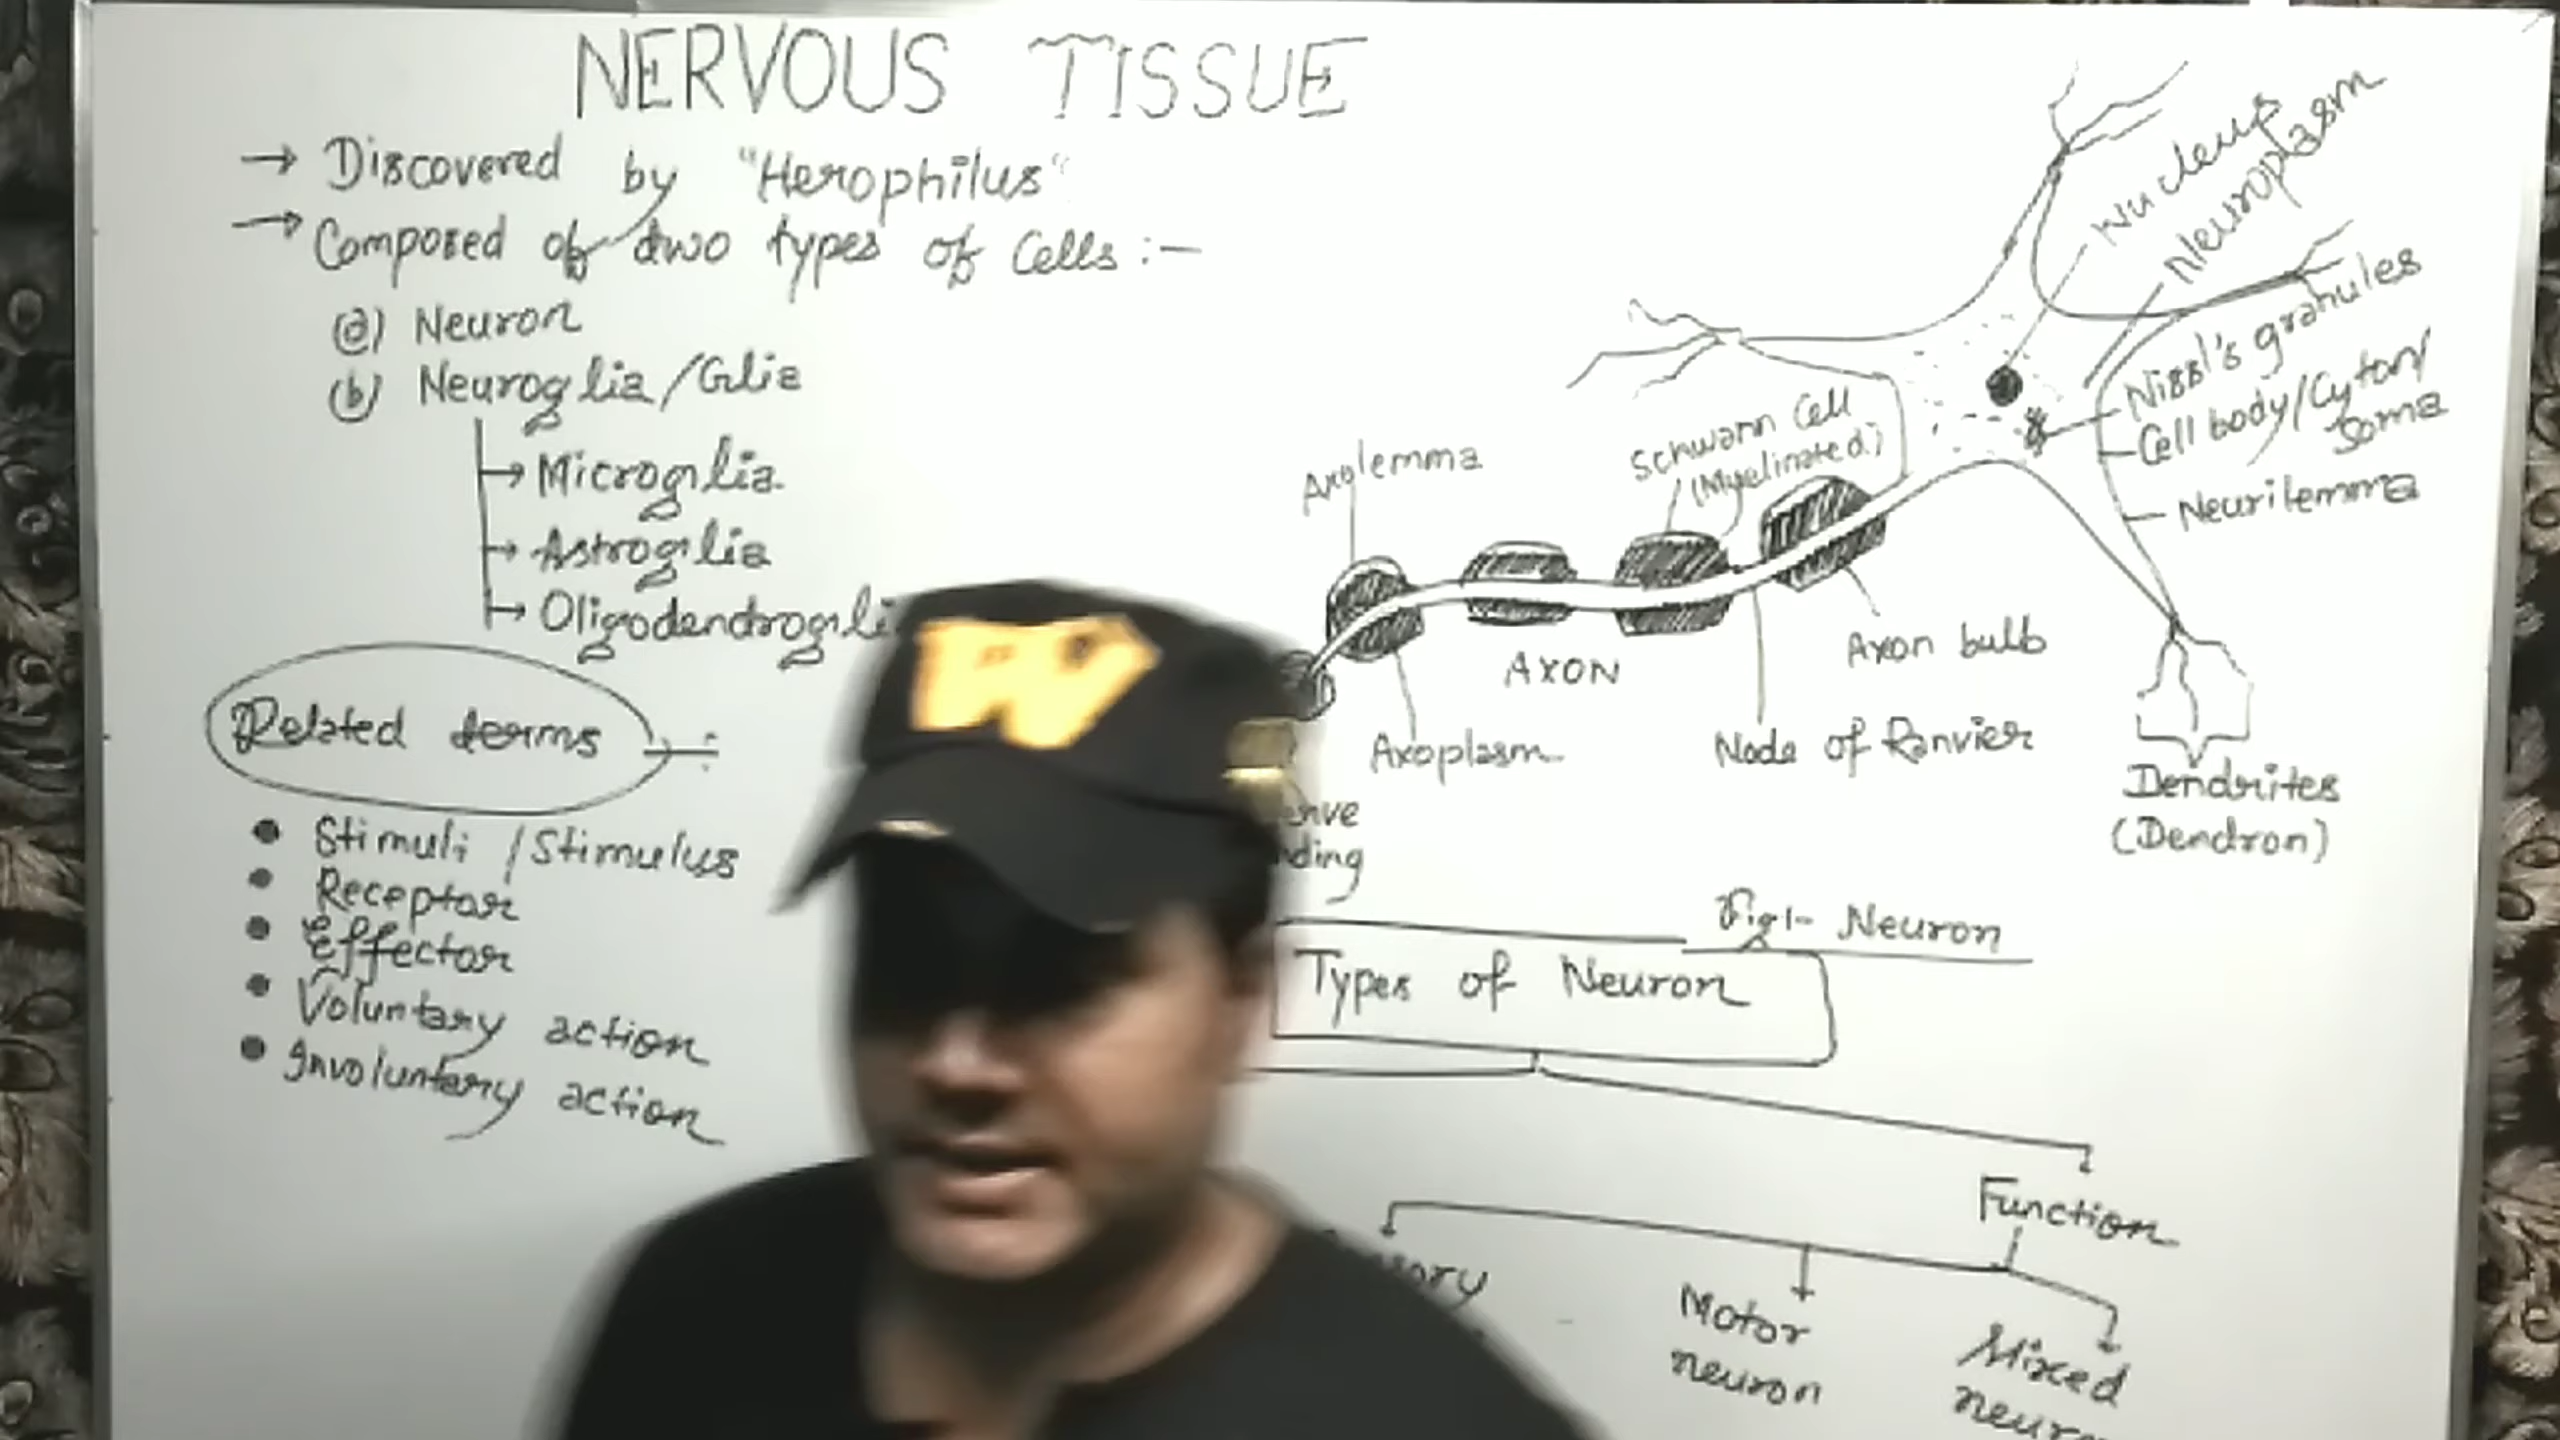 NERVOUS TISSUE
→ Discovered by "Herophilus"
→ Composed of two types of Cells :-
(a) Neuron
(b) Neuroglia/Glia
→ Microglia
→ Astroglia
→ Oligodendrogli
Related terms
• Stimuli /Stimulus
• Receptor
• Effector
• Voluntary action
• Involuntary action
Nucleus
Neuroplasm
Nissl's granules
Cell body/Cyton/
Soma
Neurilemma
Schwann Cell
(Myelinated)
Axolemma
AXON
Axon bulb
Axoplasm
Node of Ranvier
Dendrites
(Dendron)
Fig:- Neuron
Types of Neuron
Function
Motor
neuron
Mixed
W